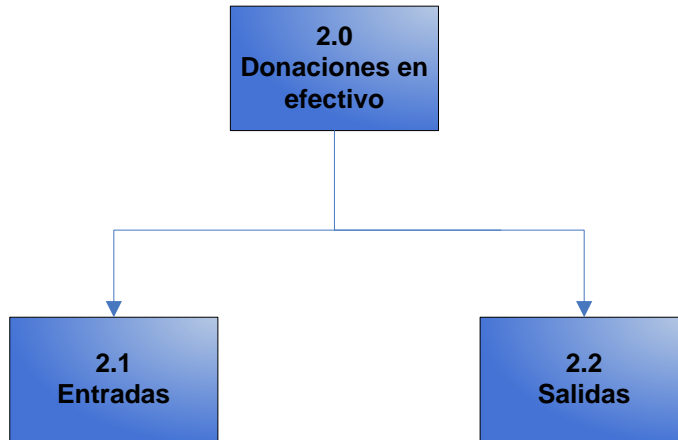 2.0
Donaciones en
efectivo
2.1
Entradas
2.2
Salidas